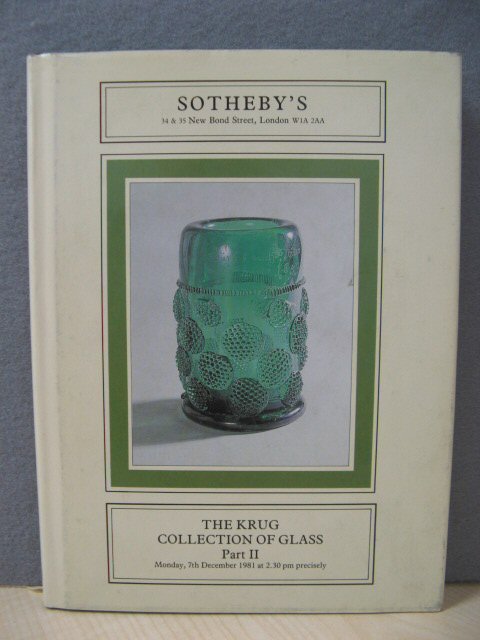 SOTHEBY'S
34 & 35 New Bond Street, London W1A 2AA
THE KRUG
COLLECTION OF GLASS
Part II
Monday, 7th December 1981 at 2.30 pm precisely